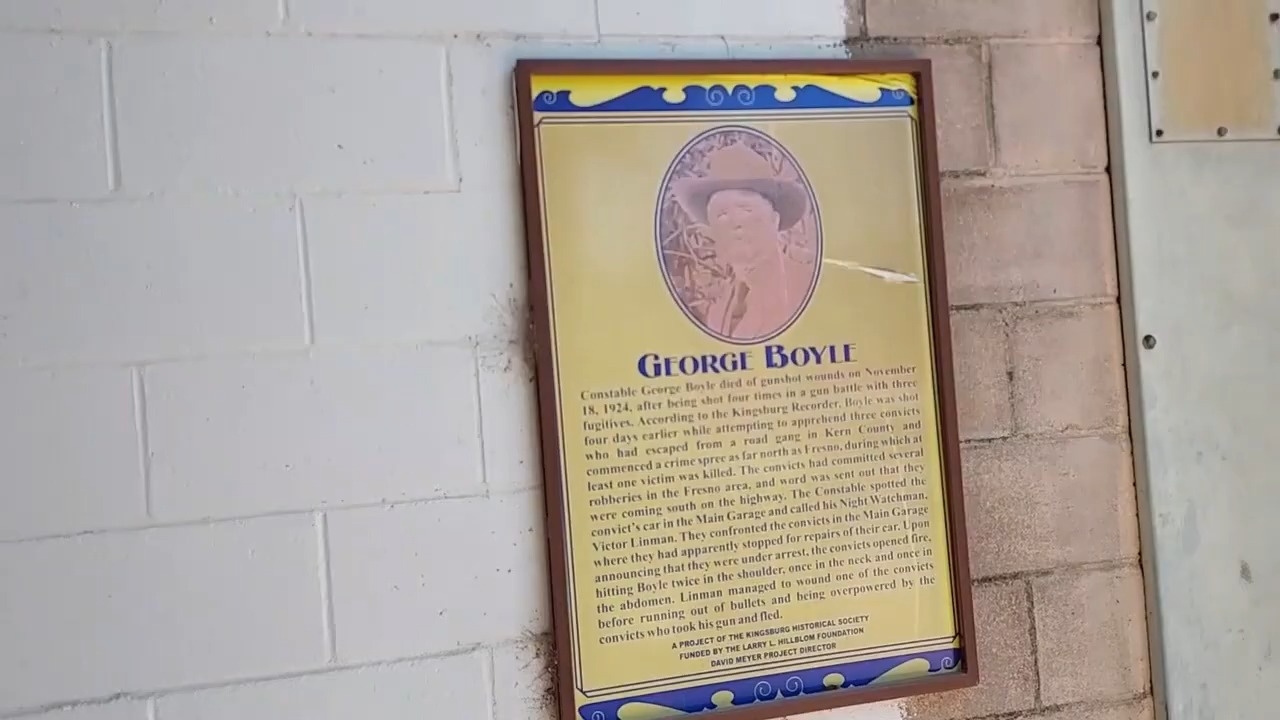 GEORGE BOYLE
Constable George Boyle died of gunshot wounds on November
18, 1924, after being shot four times in a gun battle with three
fugitives. According to the Kingsburg Recorder, Boyle was shot
four days earlier while attempting to apprehend three convicts
who had escaped from a road gang in Kern County and
commenced a crime spree as far north as Fresno, during which at
least one victim was killed. The convicts had committed several
robberies in the Fresno area, and word was sent out that they
were coming south on the highway. The Constable spotted the
convict's car in the Main Garage and called his Night Watchman,
Victor Linman. They confronted the convicts in the Main Garage
where they had apparently stopped for repairs of their car. Upon
announcing that they were under arrest, the convicts opened fire,
hitting Boyle twice in the shoulder, once in the neck and once in
the abdomen. Linman managed to wound one of the convicts
before running out of bullets and being overpowered by the
convicts who took his gun and fled.
A PROJECT OF THE KINGSBURG HISTORICAL SOCIETY
FUNDED BY THE LARRY L. HILLBLOM FOUNDATION
DAVID MEYER PROJECT DIRECTOR